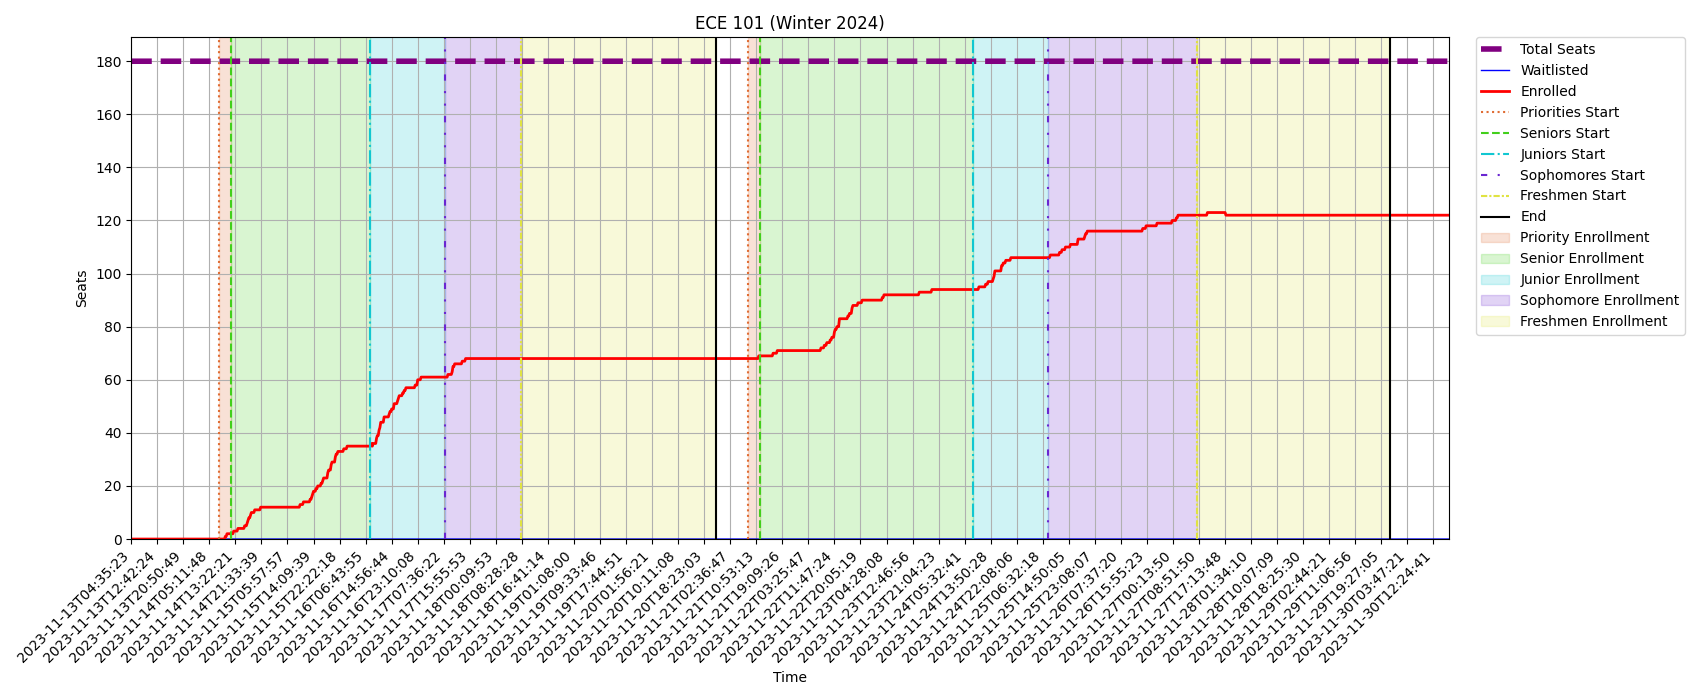 ECE 101 (Winter 2024)
Seats
180
160
140
120
100
80
60
40
20
0
2023-11-13T04:35:23
2023-11-13T12:42:24
2023-11-13T20:50:49
2023-11-14T05:11:48
2023-11-14T13:22:21
2023-11-14T21:33:39
2023-11-15T05:57:57
2023-11-15T14:09:39
2023-11-15T22:22:18
2023-11-16T06:43:55
2023-11-16T14:56:44
2023-11-16T23:10:08
2023-11-17T07:36:22
2023-11-17T15:55:53
2023-11-18T00:09:53
2023-11-18T08:28:28
2023-11-18T16:41:14
2023-11-19T01:08:00
2023-11-19T09:33:46
2023-11-19T17:44:51
2023-11-20T01:56:21
2023-11-20T10:11:08
2023-11-20T18:23:03
2023-11-21T02:36:47
2023-11-21T10:53:13
2023-11-21T19:09:26
2023-11-22T03:25:47
2023-11-22T11:47:24
2023-11-22T20:05:19
2023-11-23T04:28:08
2023-11-23T12:46:56
2023-11-23T21:04:23
2023-11-24T05:32:41
2023-11-24T13:50:28
2023-11-24T22:08:06
2023-11-25T06:32:18
2023-11-25T14:50:05
2023-11-25T23:08:07
2023-11-26T07:37:20
2023-11-26T15:55:23
2023-11-27T00:13:50
2023-11-27T08:51:50
2023-11-27T17:13:48
2023-11-28T01:34:10
2023-11-28T10:07:09
2023-11-28T18:25:30
2023-11-29T02:44:21
2023-11-29T11:06:56
2023-11-29T19:27:05
2023-11-30T03:47:21
2023-11-30T12:24:41
Time
Total Seats
Waitlisted
Enrolled
Priorities Start
Seniors Start
Juniors Start
Sophomores Start
Freshmen Start
End
Priority Enrollment
Senior Enrollment
Junior Enrollment
Sophomore Enrollment
Freshmen Enrollment